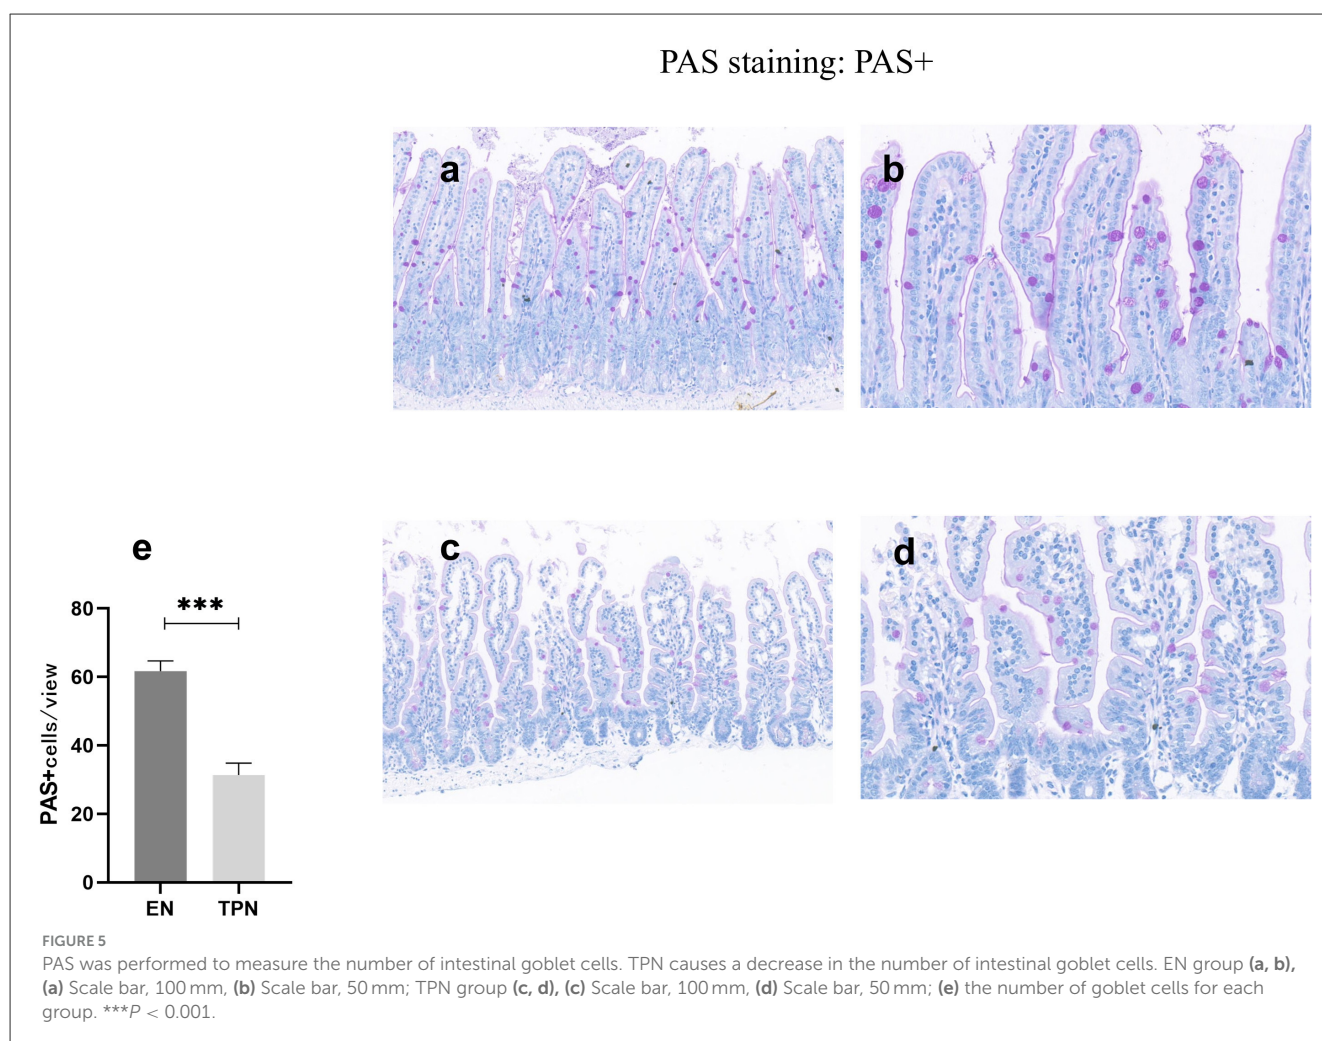 PAS staining: PAS+
a
b
c
d
e
***
80
60
40
20
0
PAS+cells/view
EN
TPN
FIGURE 5
PAS was performed to measure the number of intestinal goblet cells. TPN causes a decrease in the number of intestinal goblet cells. EN group (a, b),
(a) Scale bar, 100 mm, (b) Scale bar, 50 mm; TPN group (c, d), (c) Scale bar, 100 mm, (d) Scale bar, 50 mm; (e) the number of goblet cells for each
group. ***P < 0.001.